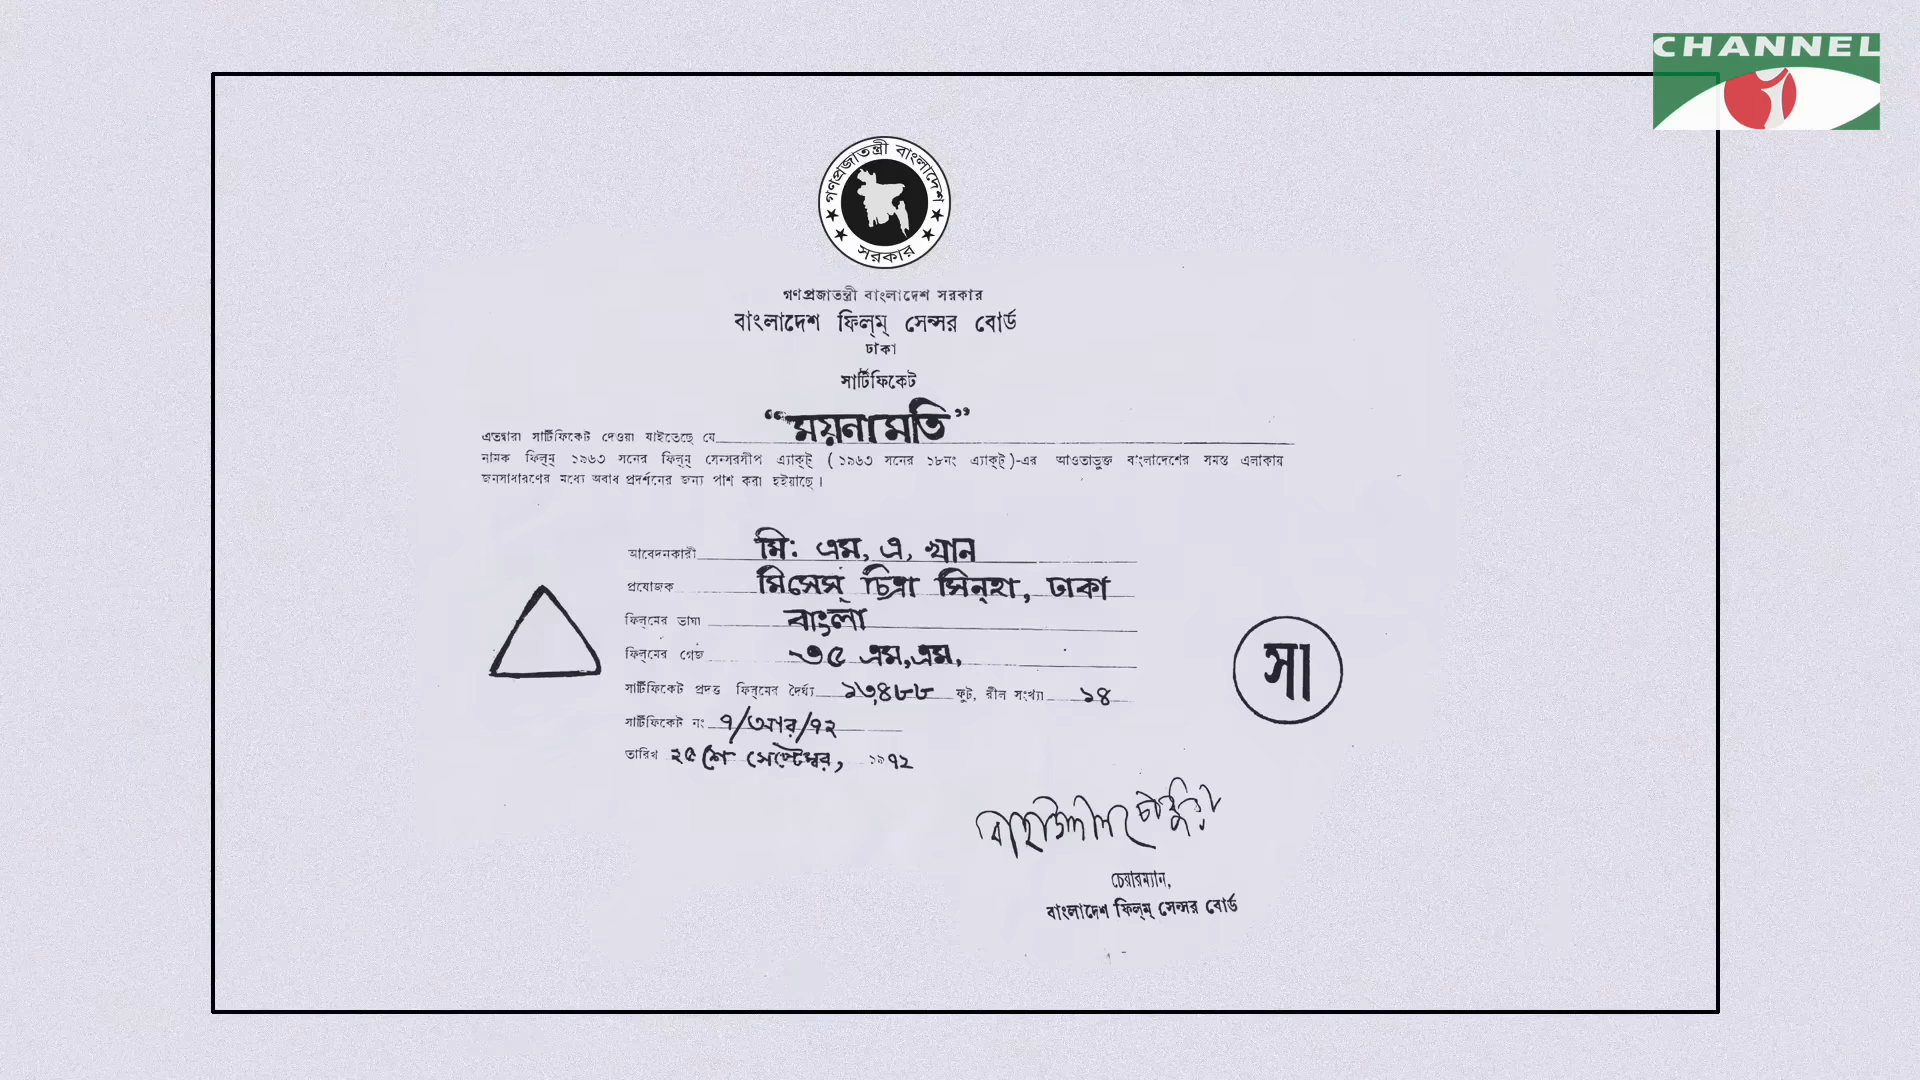 CHANNEL i
গণপ্রজাতন্ত্রী বাংলাদেশ
সরকার
গণপ্রজাতন্ত্রী বাংলাদেশ সরকার
বাংলাদেশ ফিল্‌ম্ সেন্সর বোর্ড
ঢাকা
সার্টিফিকেট
এতদ্বারা সার্টিফিকেট দেওয়া যাইতেছে যে “ময়নামতি”
নামক ফিল্‌ম্ ১৯৬৩ সনের ফিল্‌ম্ সেন্সরসীপ এ্যাক্‌ট্ (১৯৬৩ সনের ১৮নং এ্যাক্‌ট্)-এর আওতাভুক্ত বাংলাদেশের সমস্ত এলাকায়
জনসাধারণের মধ্যে অবাধ প্রদর্শনের জন্য পাশ করা হইয়াছে।
আবেদনকারী মি: এম, এ, খান
প্রযোজক মিসেস্ চিত্রা সিন্‌হা, ঢাকা
ফিল্‌মের ভাষা বাংলা
ফিল্‌মের গেজ ৩৫ এম,এম,
সার্টিফিকেট প্রদত্ত ফিল্‌মের দৈর্ঘ্য ১৩,৪৮৮ ফুট, রীল সংখ্যা ১৪
সার্টিফিকেট নং ৭/আর/৭২
তারিখ ২৫শে সেপ্টেম্বর, ১৯৭২
সা
চেয়ারম্যান,
বাংলাদেশ ফিল্‌ম্ সেন্সর বোর্ড